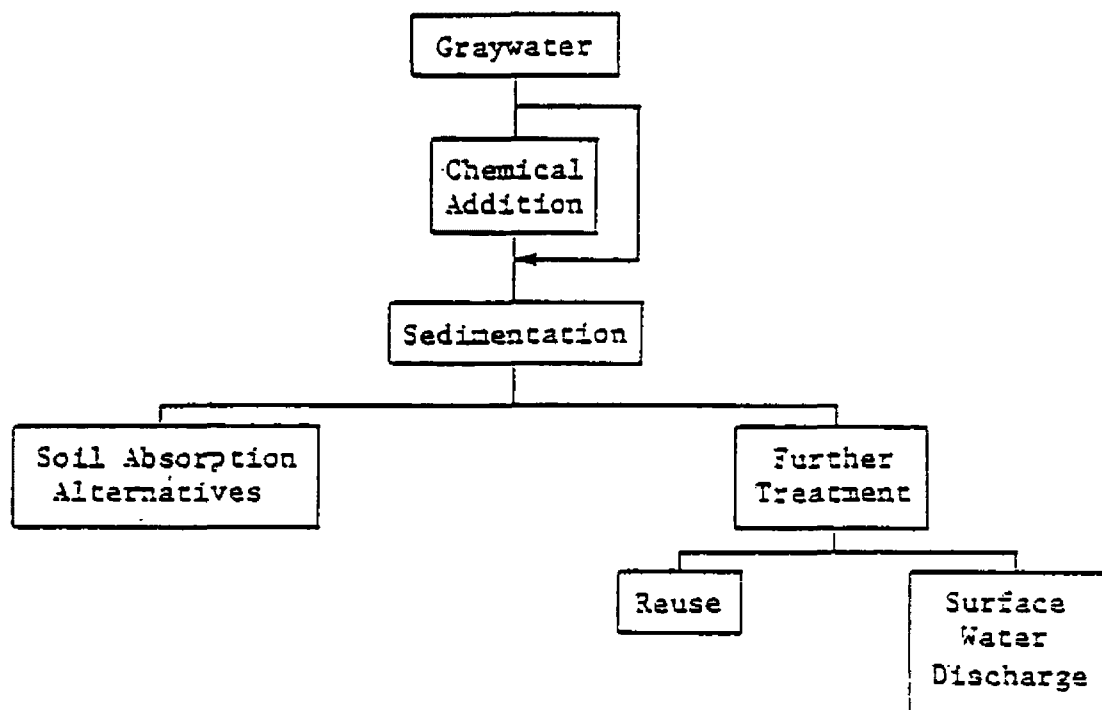 Graywater
Chemical
Addition
Sedimentation
Soil Absorption
Alternatives
Further
Treatment
Reuse
Surface
Water
Discharge